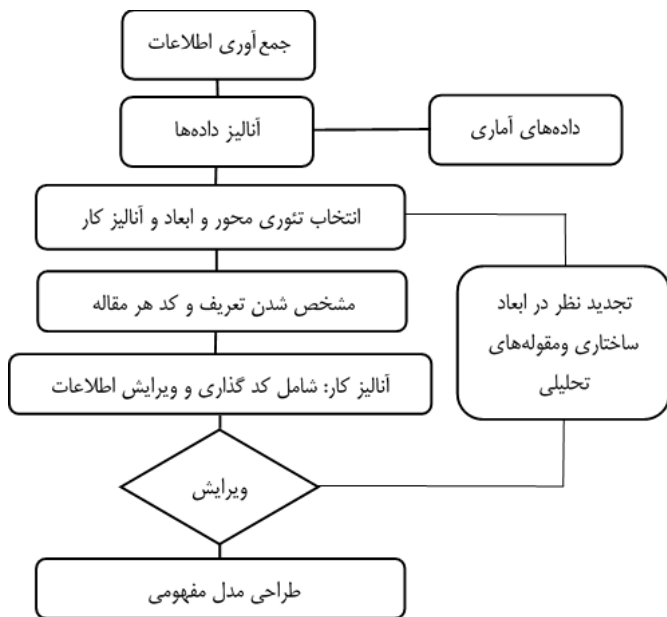 جمع‌آوری اطلاعات
آنالیز داده‌ها
داده‌های آماری
انتخاب تئوری محور و ابعاد و آنالیز کار
مشخص شدن تعریف و کد هر مقاله
تجدید نظر در ابعاد
ساختاری ومقوله‌های
تحلیلی
آنالیز کار: شامل کد گذاری و ویرایش اطلاعات
ویرایش
طراحی مدل مفهومی